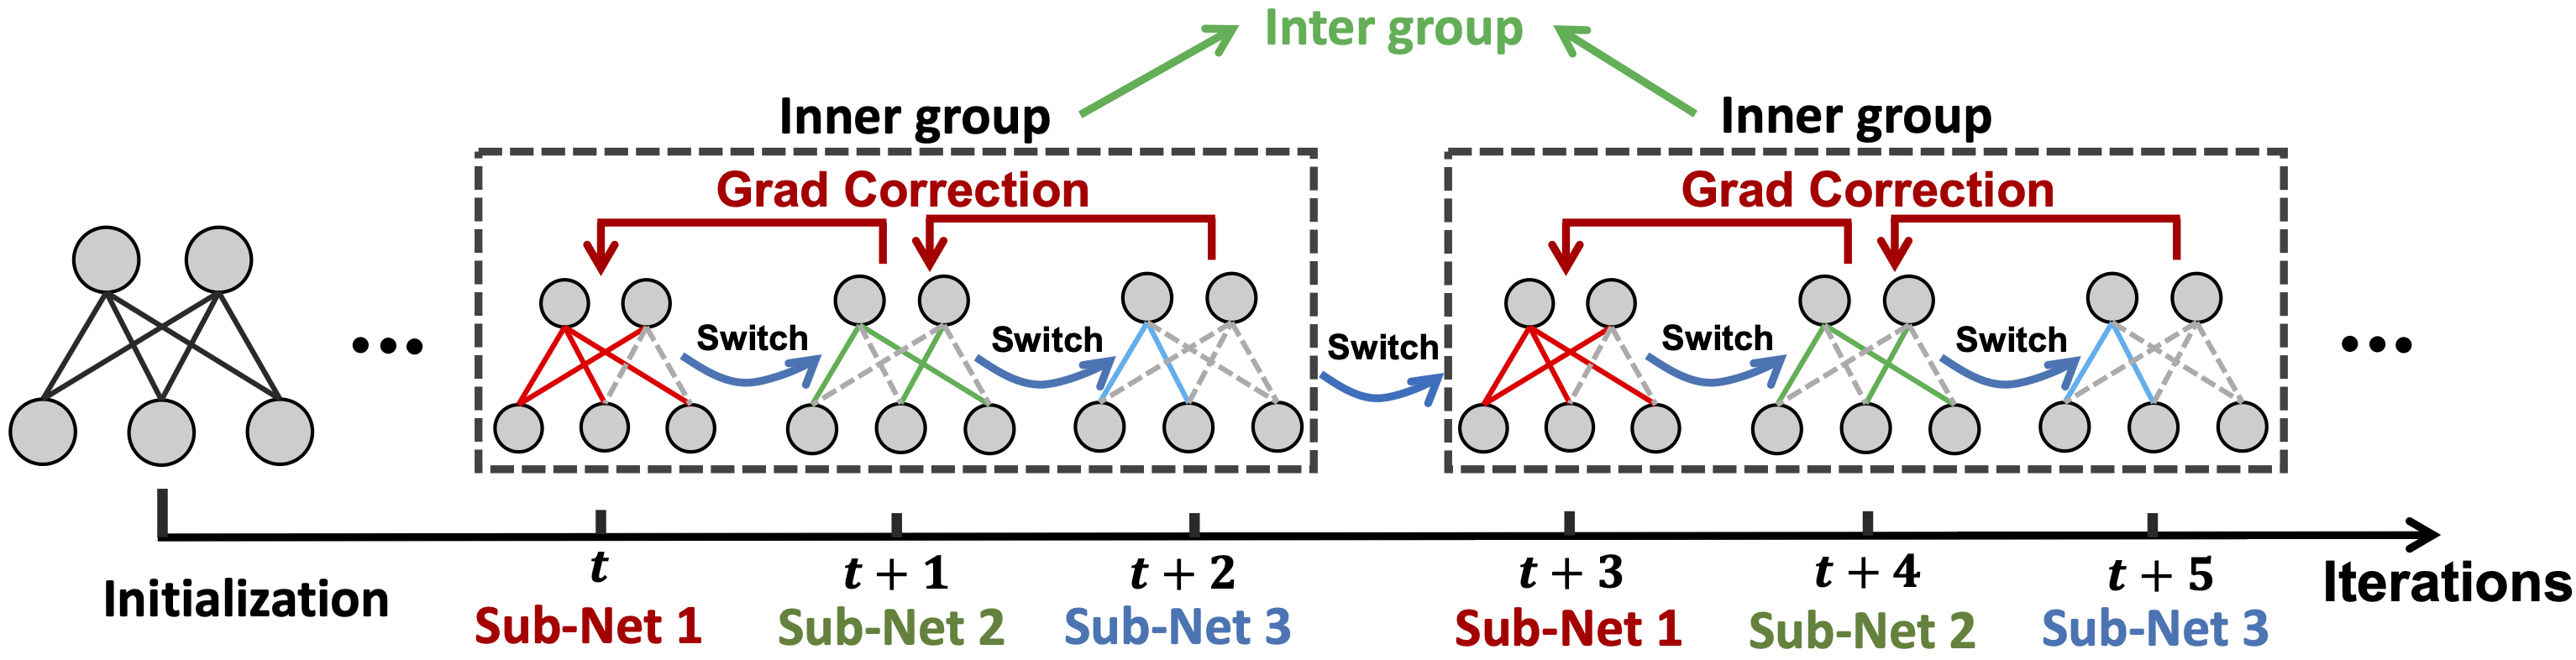 Inter group
Inner group
Inner group
Grad Correction
Grad Correction
Switch
Switch
Switch
Switch
Switch
t
t + 1
t + 2
t + 3
t + 4
t + 5
Initialization
Iterations
Sub-Net 1
Sub-Net 2
Sub-Net 3
Sub-Net 1
Sub-Net 2
Sub-Net 3